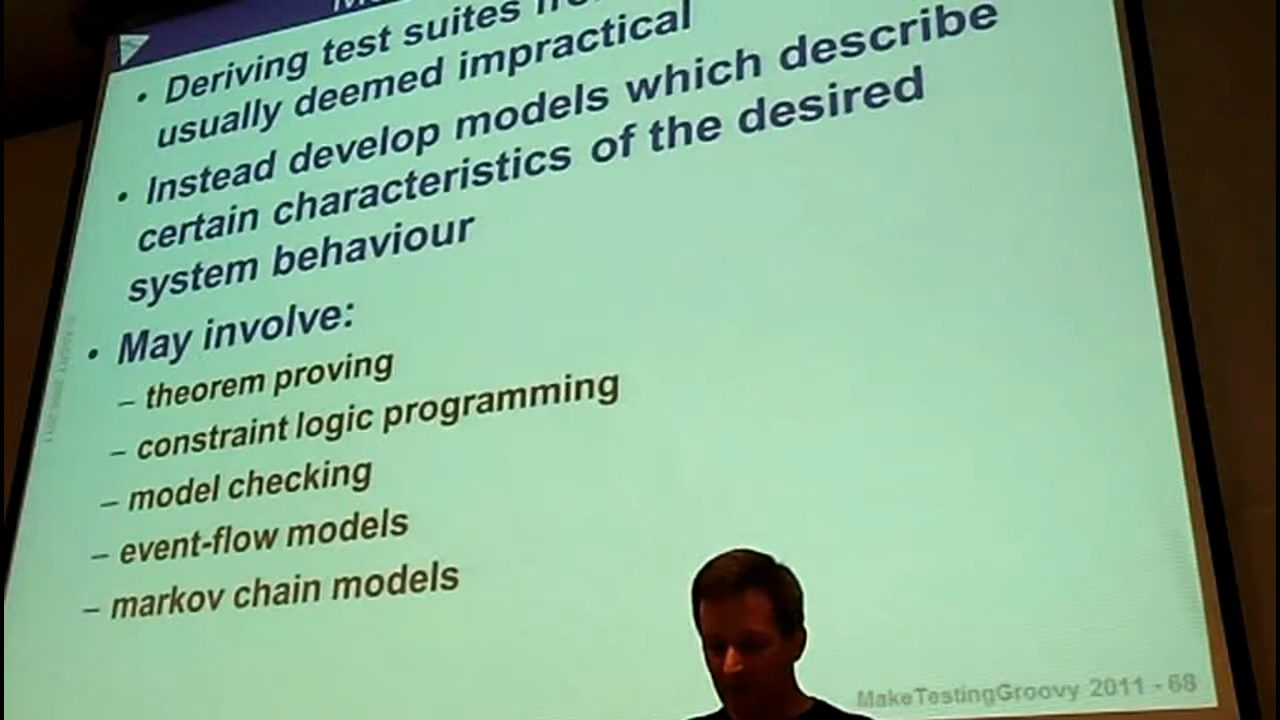 • Deriving test suites
usually deemed impractical
• Instead develop models which describe
certain characteristics of the desired
system behaviour
• May involve:
– theorem proving
– constraint logic programming
– model checking
– event-flow models
– markov chain models
MakeTestingGroovy 2011 - 68